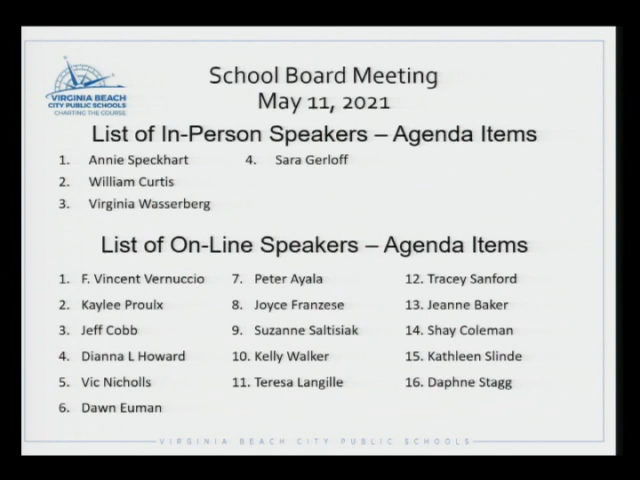 VIRGINIA BEACH
CITY PUBLIC SCHOOLS
CHARTING THE COURSE
School Board Meeting
May 11, 2021
List of In-Person Speakers – Agenda Items
1. Annie Speckhart
2. William Curtis
3. Virginia Wasserberg
4. Sara Gerloff
List of On-Line Speakers – Agenda Items
1. F. Vincent Vernuccio
2. Kaylee Proulx
3. Jeff Cobb
4. Dianna L Howard
5. Vic Nicholls
6. Dawn Euman
7. Peter Ayala
8. Joyce Franzese
9. Suzanne Saltisiak
10. Kelly Walker
11. Teresa Langille
12. Tracey Sanford
13. Jeanne Baker
14. Shay Coleman
15. Kathleen Slinde
16. Daphne Stagg
VIRGINIA BEACH CITY PUBLIC SCHOOLS